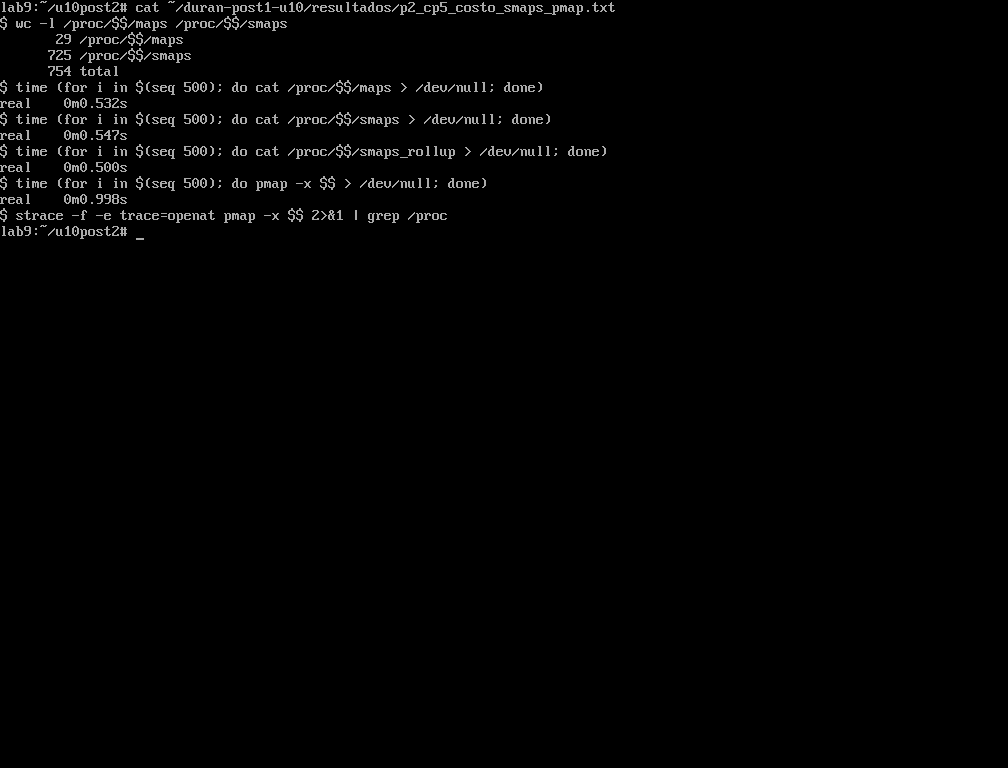 lab9:~/u10post2# cat ~/duran-post1-u10/resultados/p2_cp5_costo_smaps_pmap.txt
$ wc -l /proc/$$/maps /proc/$$/smaps
       29 /proc/$$/maps
      725 /proc/$$/smaps
      754 total
$ time (for i in $(seq 500); do cat /proc/$$/maps > /dev/null; done)
real    0m0.532s
$ time (for i in $(seq 500); do cat /proc/$$/smaps > /dev/null; done)
real    0m0.547s
$ time (for i in $(seq 500); do cat /proc/$$/smaps_rollup > /dev/null; done)
real    0m0.500s
$ time (for i in $(seq 500); do pmap -x $$ > /dev/null; done)
real    0m0.998s
$ strace -f -e trace=openat pmap -x $$ 2>&1 | grep /proc
lab9:~/u10post2# _